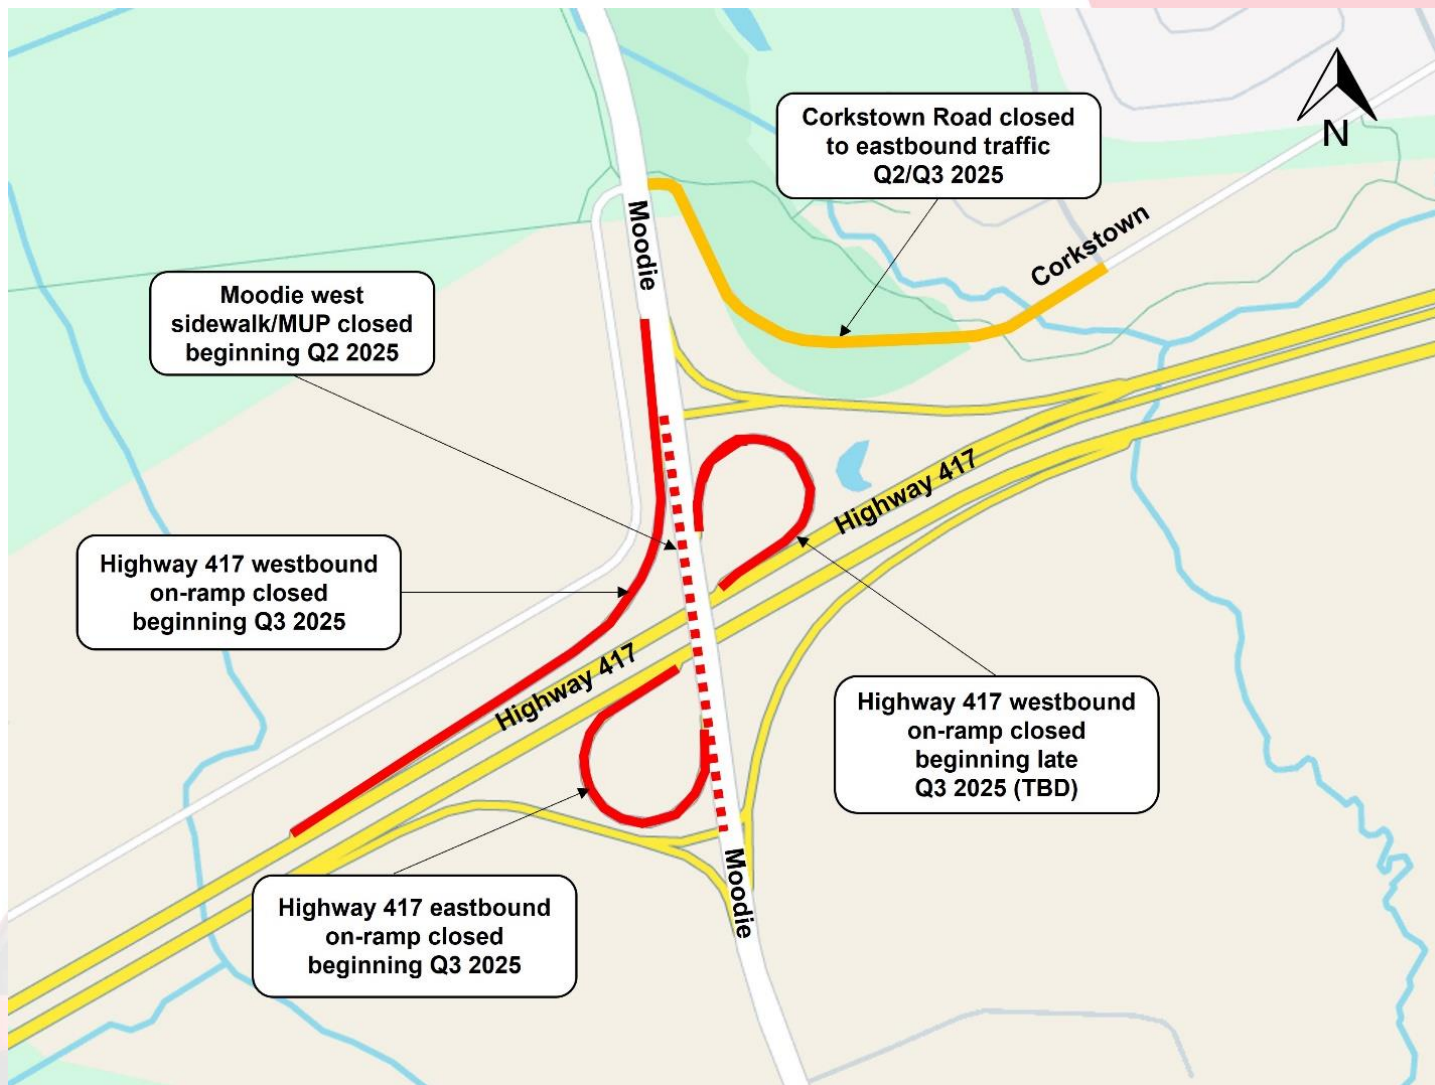 N
Corkstown Road closed
to eastbound traffic
Q2/Q3 2025
Moodie
Corkstown
Moodie west
sidewalk/MUP closed
beginning Q2 2025
Highway 417
Highway 417 westbound
on-ramp closed
beginning Q3 2025
Highway 417
Highway 417 westbound
on-ramp closed
beginning late
Q3 2025 (TBD)
Moodie
Highway 417 eastbound
on-ramp closed
beginning Q3 2025